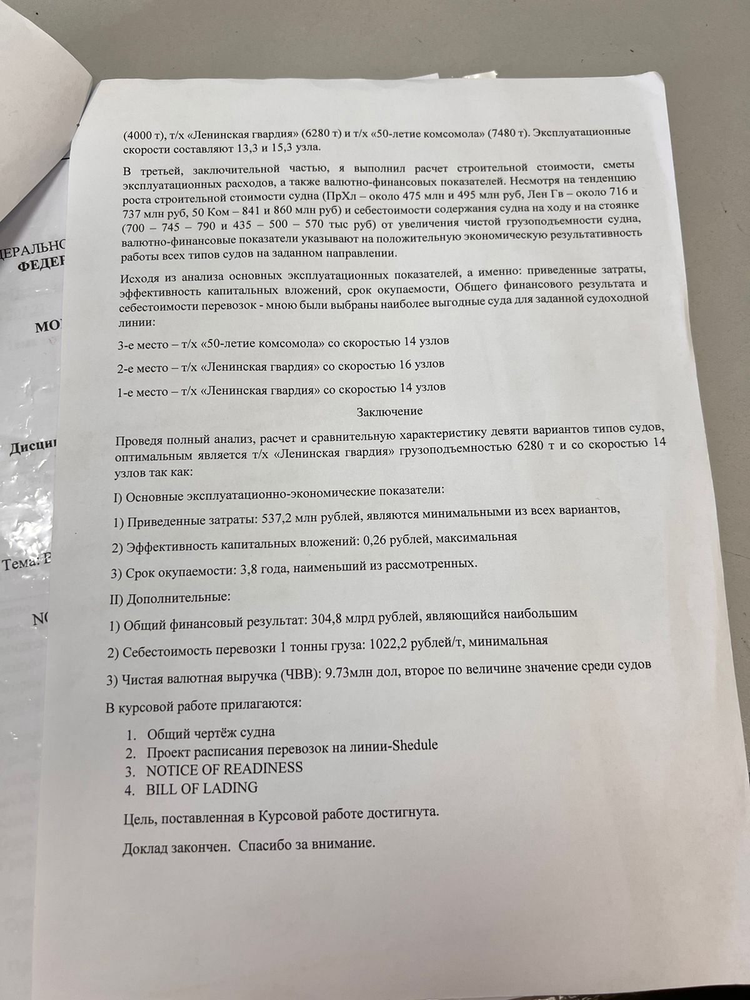 (4000 т), т/х «Ленинская гвардия» (6280 т) и т/х «50-летие комсомола» (7480 т). Эксплуатационные
скорости составляют 13,3 и 15,3 узла.
В третьей, заключительной частью, я выполнил расчет строительной стоимости, сметы
эксплуатационных расходов, а также валютно-финансовых показателей. Несмотря на тенденцию
роста строительной стоимости судна (ПрХл – около 475 млн и 495 млн руб, Лен Гв – около 716 и
737 млн руб, 50 Ком – 841 и 860 млн руб) и себестоимости содержания судна на ходу и на стоянке
(700 – 745 – 790 и 435 – 500 – 570 тыс руб) от увеличения чистой грузоподъемности судна,
валютно-финансовые показатели указывают на положительную экономическую результативность
работы всех типов судов на заданном направлении.
Исходя из анализа основных эксплуатационных показателей, а именно: приведенные затраты,
эффективность капитальных вложений, срок окупаемости, Общего финансового результата и
себестоимости перевозок - мною были выбраны наиболее выгодные суда для заданной судоходной
линии:
3-е место – т/х «50-летие комсомола» со скоростью 14 узлов
2-е место – т/х «Ленинская гвардия» со скоростью 16 узлов
1-е место – т/х «Ленинская гвардия» со скоростью 14 узлов
Заключение
Проведя полный анализ, расчет и сравнительную характеристику девяти вариантов типов судов,
оптимальным является т/х «Ленинская гвардия» грузоподъемностью 6280 т и со скоростью 14
узлов так как:
I) Основные эксплуатационно-экономические показатели:
1) Приведенные затраты: 537,2 млн рублей, являются минимальными из всех вариантов,
2) Эффективность капитальных вложений: 0,26 рублей, максимальная
3) Срок окупаемости: 3,8 года, наименьший из рассмотренных.
II) Дополнительные:
1) Общий финансовый результат: 304,8 млрд рублей, являющийся наибольшим
2) Себестоимость перевозки 1 тонны груза: 1022,2 рублей/т, минимальная
3) Чистая валютная выручка (ЧВВ): 9.73млн дол, второе по величине значение среди судов
В курсовой работе прилагаются:
1. Общий чертёж судна
2. Проект расписания перевозок на линии-Shedule
3. NOTICE OF READINESS
4. BILL OF LADING
Цель, поставленная в Курсовой работе достигнута.
Доклад закончен. Спасибо за внимание.
ФЕДЕР
МО
Дисци
Тема: